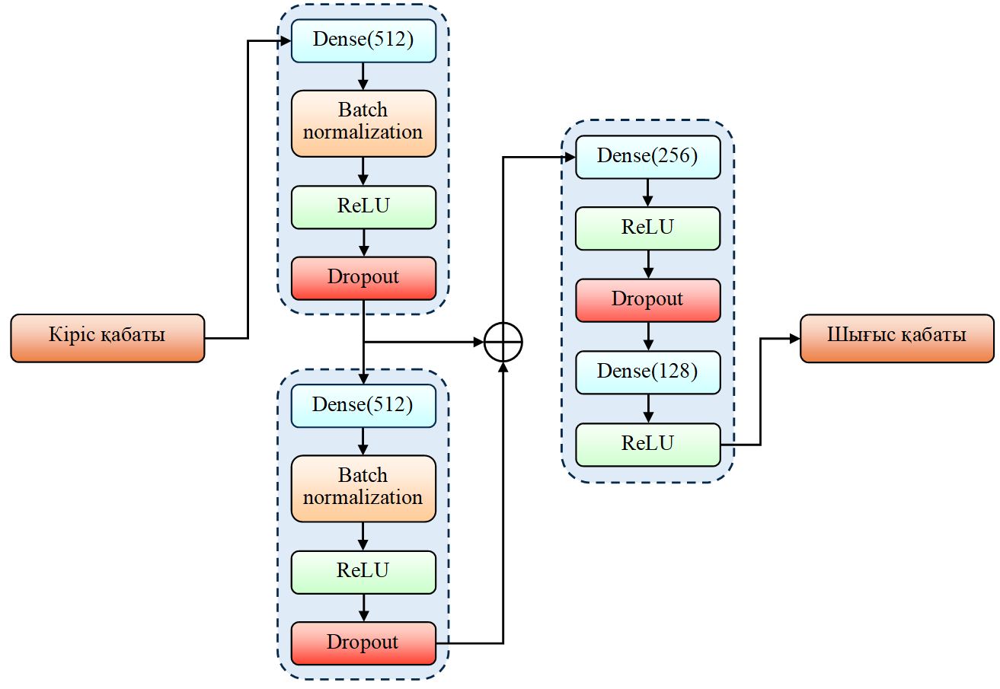 Кіріс қабаты
Dense(512)
Batch
normalization
ReLU
Dropout
Dense(512)
Batch
normalization
ReLU
Dropout
Dense(256)
ReLU
Dropout
Dense(128)
ReLU
Шығыс қабаты